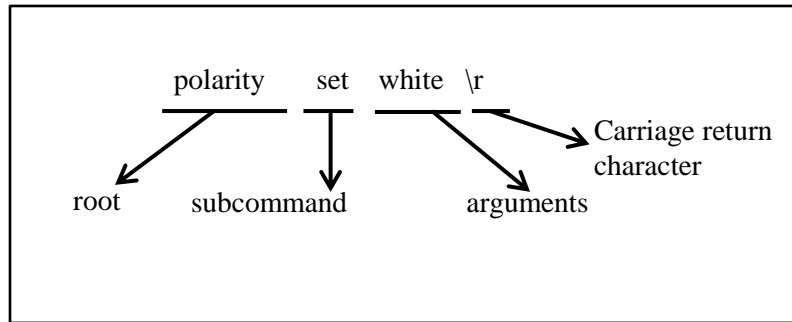 polarity set white \r
Carriage return
character
root subcommand arguments